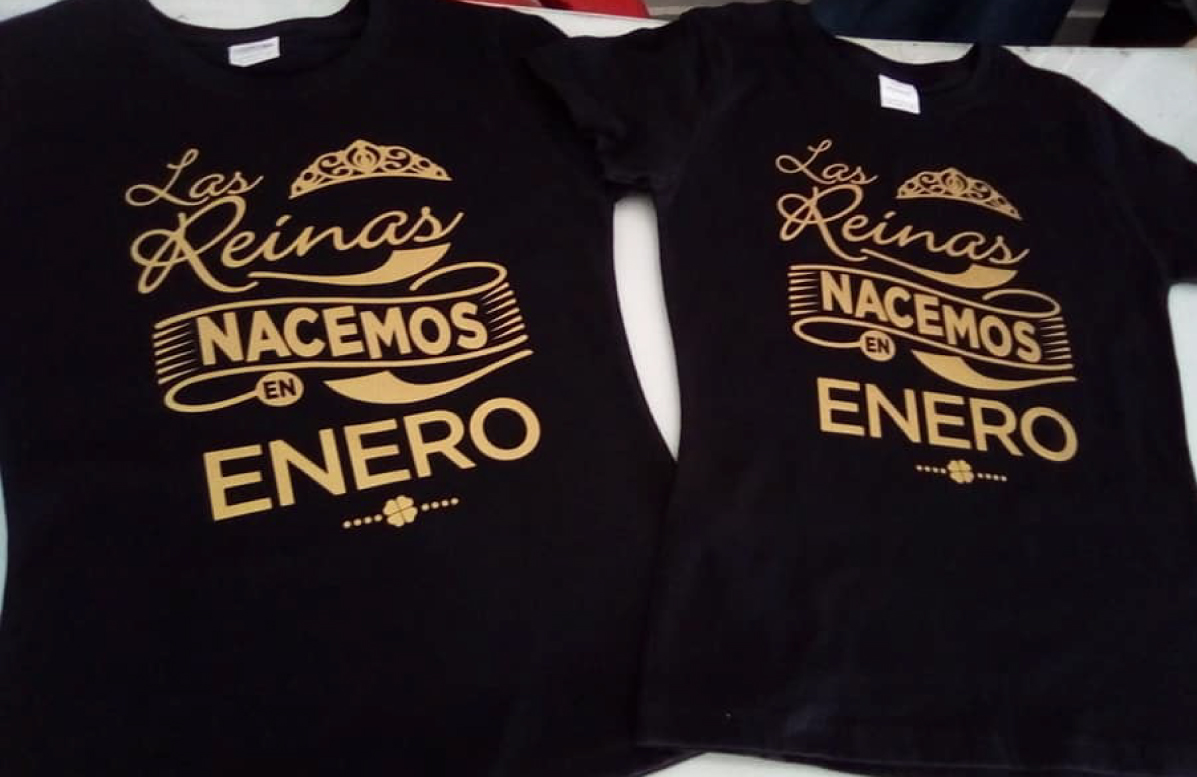 Las
Reinas
NACEMOS
EN
ENERO
Las
Reinas
NACEMOS
EN
ENERO